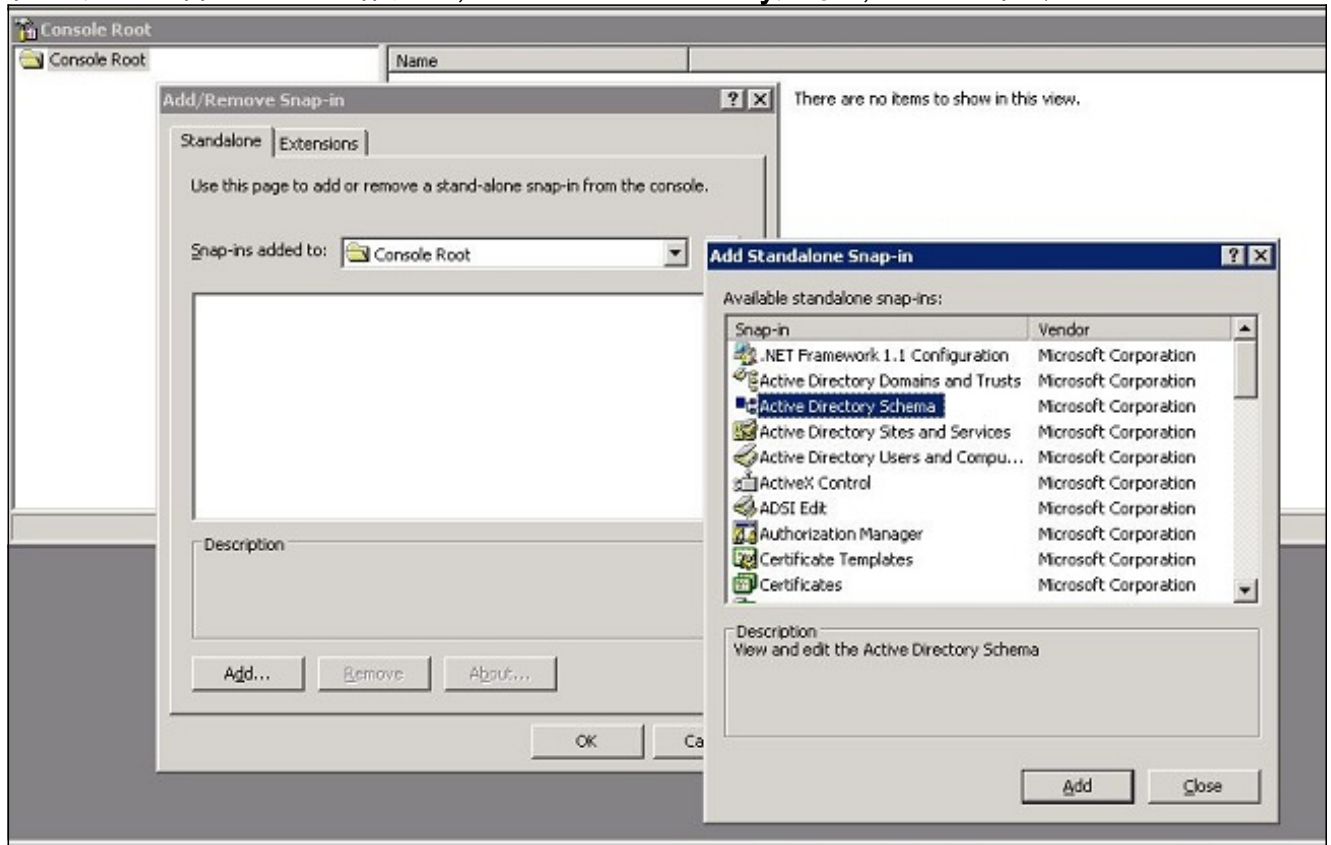 Console Root
Console Root
Name
There are no items to show in this view.
Add/Remove Snap-in
Standalone
Extensions
Use this page to add or remove a stand-alone snap-in from the console.
Snap-ins added to:
Console Root
Description
Add...
Remove
About...
OK
Ca
Add Standalone Snap-in
Available standalone snap-ins:
Snap-in Vendor
.NET Framework 1.1 Configuration Microsoft Corporation
Active Directory Domains and Trusts Microsoft Corporation
Active Directory Schema Microsoft Corporation
Active Directory Sites and Services Microsoft Corporation
Active Directory Users and Compu... Microsoft Corporation
ActiveX Control Microsoft Corporation
ADSI Edit Microsoft Corporation
Authorization Manager Microsoft Corporation
Certificate Templates Microsoft Corporation
Certificates Microsoft Corporation
Description
View and edit the Active Directory Schema
Add
Close